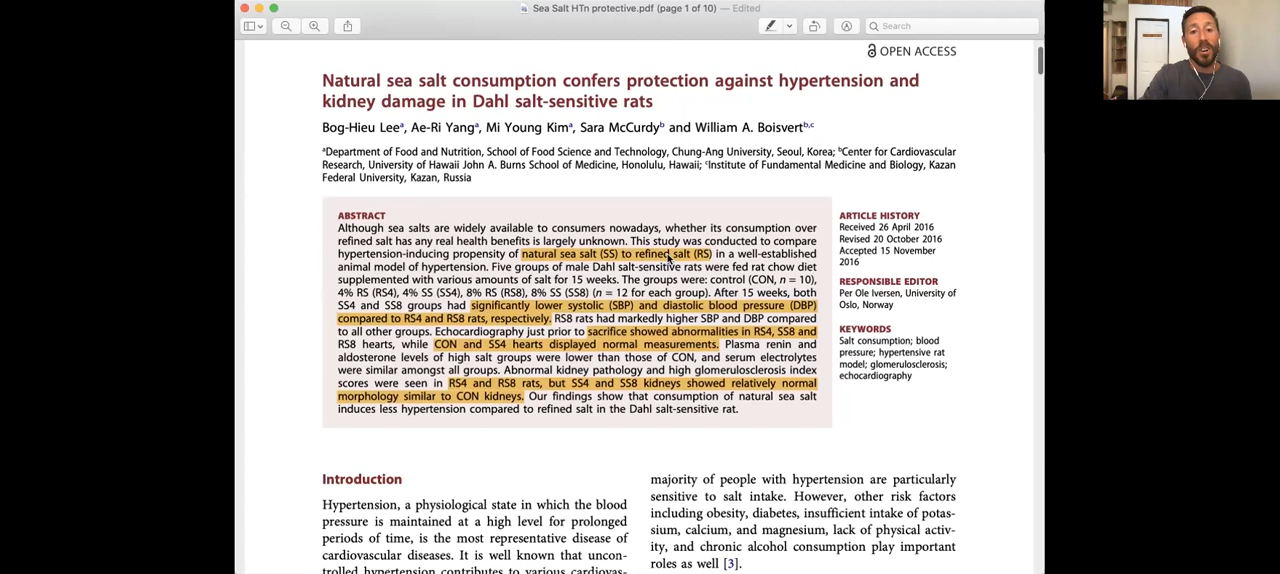 Sea Salt HTn protective.pdf (page 1 of 10) — Edited
Search
OPEN ACCESS
Natural sea salt consumption confers protection against hypertension and
kidney damage in Dahl salt-sensitive rats
Bog-Hieu Leeᵃ, Ae-Ri Yangᵃ, Mi Young Kimᵃ, Sara McCurdyᵇ and William A. Boisvertᵇ,ᶜ
ᵃDepartment of Food and Nutrition, School of Food Science and Technology, Chung-Ang University, Seoul, Korea; ᵇCenter for Cardiovascular
Research, University of Hawaii John A. Burns School of Medicine, Honolulu, Hawaii; ᶜInstitute of Fundamental Medicine and Biology, Kazan
Federal University, Kazan, Russia
ABSTRACT
Although sea salts are widely available to consumers nowadays, whether its consumption over
refined salt has any real health benefits is largely unknown. This study was conducted to compare
hypertension-inducing propensity of natural sea salt (SS) to refined salt (RS) in a well-established
animal model of hypertension. Five groups of male Dahl salt-sensitive rats were fed rat chow diet
supplemented with various amounts of salt for 15 weeks. The groups were: control (CON, n = 10),
4% RS (RS4), 4% SS (SS4), 8% RS (RS8), 8% SS (SS8) (n = 12 for each group). After 15 weeks, both
SS4 and SS8 groups had significantly lower systolic (SBP) and diastolic blood pressure (DBP)
compared to RS4 and RS8 rats, respectively. RS8 rats had markedly higher SBP and DBP compared
to all other groups. Echocardiography just prior to sacrifice showed abnormalities in RS4, SS8 and
RS8 hearts, while CON and SS4 hearts displayed normal measurements. Plasma renin and
aldosterone levels of high salt groups were lower than those of CON, and serum electrolytes
were similar amongst all groups. Abnormal kidney pathology and high glomerulosclerosis index
scores were seen in RS4 and RS8 rats, but SS4 and SS8 kidneys showed relatively normal
morphology similar to CON kidneys. Our findings show that consumption of natural sea salt
induces less hypertension compared to refined salt in the Dahl salt-sensitive rat.
ARTICLE HISTORY
Received 26 April 2016
Revised 20 October 2016
Accepted 15 November
2016
RESPONSIBLE EDITOR
Per Ole Iversen, University of
Oslo, Norway
KEYWORDS
Salt consumption; blood
pressure; hypertensive rat
model; glomerulosclerosis;
echocardiography
Introduction
Hypertension, a physiological state in which the blood
pressure is maintained at a high level for prolonged
periods of time, is the most representative disease of
cardiovascular diseases. It is well known that uncon-
trolled hypertension contributes to various cardiovas-
majority of people with hypertension are particularly
sensitive to salt intake. However, other risk factors
including obesity, diabetes, insufficient intake of potas-
sium, calcium, and magnesium, lack of physical activ-
ity, and chronic alcohol consumption play important
roles as well [3].